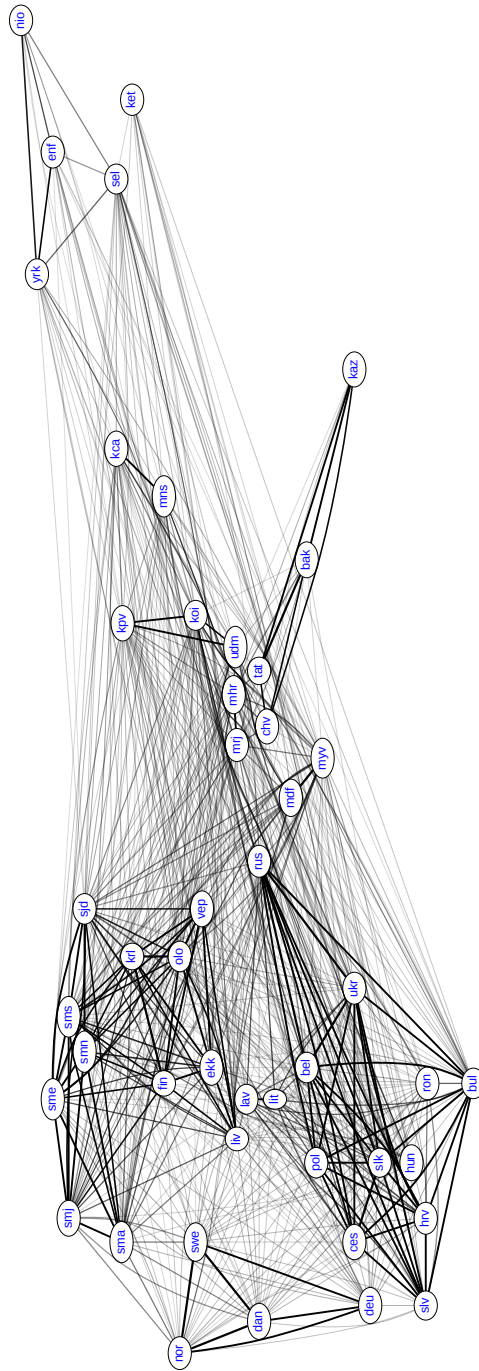 nio
ket
enf
sel
yrk
kaz
kca
mns
bak
koi
kpv
udm
tat
mhr
chv
mrj
myv
mdf
rus
sjd
vep
krl
olo
ukr
sms
smn
ekk
bel
fin
ron
bul
sme
lav
lit
liv
pol
slk
hun
smj
hrv
sma
swe
ces
deu
slv
dan
nor